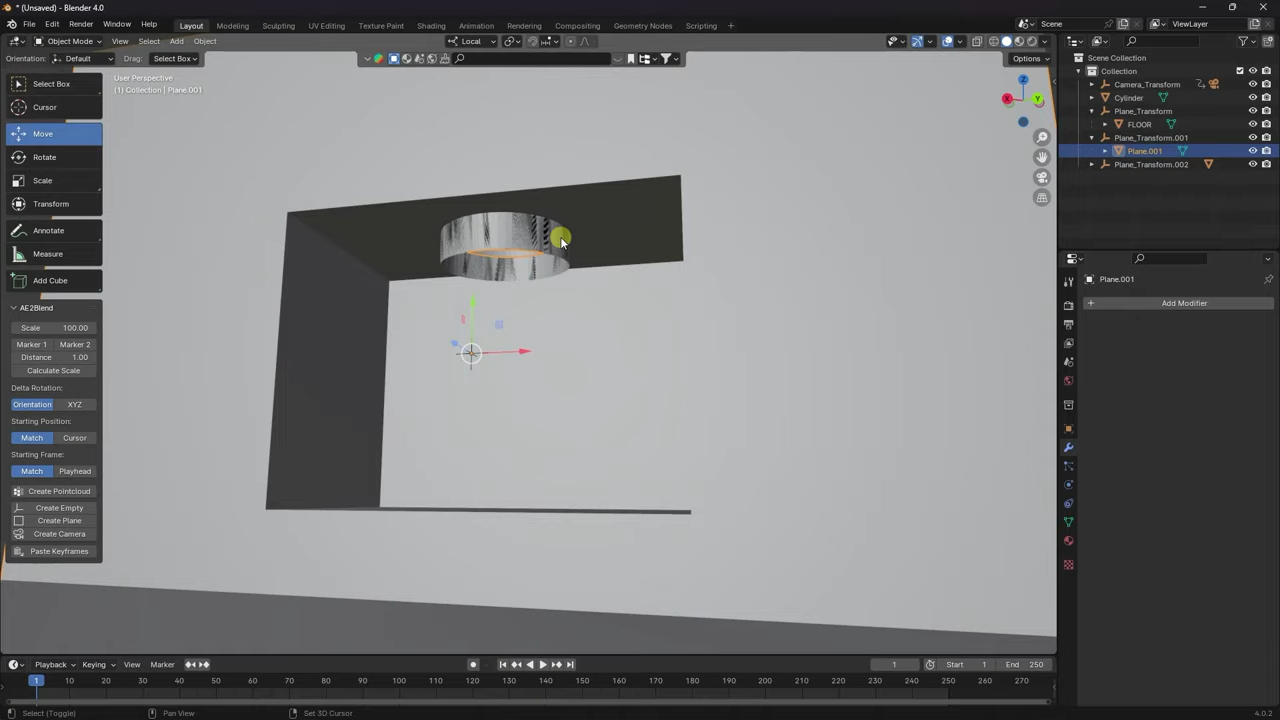 * (Unsaved) - Blender 4.0
File Edit Render Window Help Layout Modeling Sculpting UV Editing Texture Paint Shading Animation Rendering Compositing Geometry Nodes Scripting + Scene ViewLayer
Object Mode View Select Add Object Local
Orientation: Default Drag: Select Box Options
User Perspective
(1) Collection | Plane.001
Select Box
Cursor
Move
Rotate
Scale
Transform
Annotate
Measure
Add Cube
AE2Blend
Scale 100.00
Marker 1 Marker 2
Distance 1.00
Calculate Scale
Delta Rotation:
Orientation XYZ
Starting Position:
Match Cursor
Starting Frame:
Match Playhead
Create Pointcloud
Create Empty
Create Plane
Create Camera
Paste Keyframes
Z
X Y
Scene Collection
Collection
Camera_Transform
Cylinder
Plane_Transform
FLOOR
Plane_Transform.001
Plane.001
Plane_Transform.002
Plane.001
+ Add Modifier
Playback Keying View Marker 1 Start 1 End 250
1 10 20 30 40 50 60 70 80 90 100 110 120 130 140 150 160 170 180 190 200 210 220 230 240 250 260 270
Select (Toggle) Pan View Set 3D Cursor 4.0.2